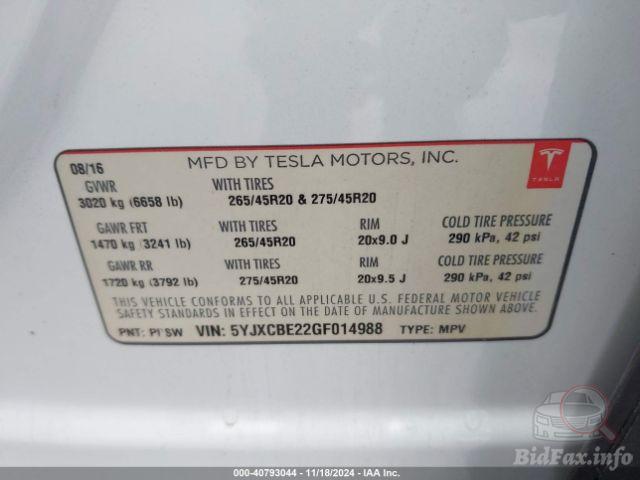 08/16 MFD BY TESLA MOTORS, INC.
GVWR WITH TIRES
3020 kg (6658 lb) 265/45R20 & 275/45R20
TESLA
GAWR FRT WITH TIRES RIM COLD TIRE PRESSURE
1470 kg (3241 lb) 265/45R20 20x9.0 J 290 kPa, 42 psi
GAWR RR WITH TIRES RIM COLD TIRE PRESSURE
1720 kg (3792 lb) 275/45R20 20x9.5 J 290 kPa, 42 psi
THIS VEHICLE CONFORMS TO ALL APPLICABLE U.S. FEDERAL MOTOR VEHICLE
SAFETY STANDARDS IN EFFECT ON THE DATE OF MANUFACTURE SHOWN ABOVE.
PNT: VIN: 5YJXCBE22GF014988 TYPE: MPV
BidFax.info
000-40793044 - 11/18/2024 - IAA Inc.